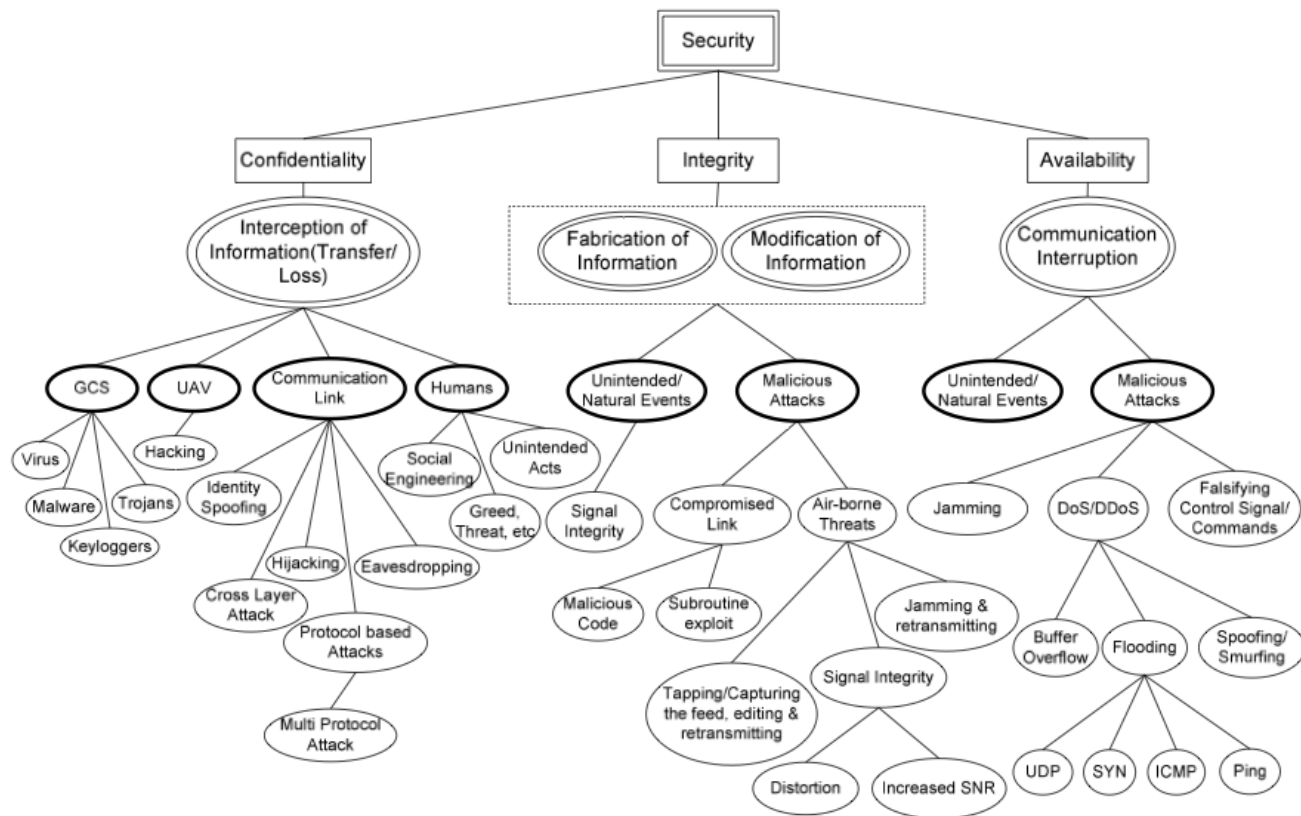 Security
Confidentiality
Integrity
Availability
Interception of
Information(Transfer/
Loss)
Fabrication of
Information
Modification of
Information
Communication
Interruption
GCS
UAV
Communication
Link
Humans
Unintended/
Natural Events
Malicious
Attacks
Unintended/
Natural Events
Malicious
Attacks
Virus
Malware
Keyloggers
Trojans
Hacking
Identity
Spoofing
Cross Layer
Attack
Hijacking
Protocol based
Attacks
Multi Protocol
Attack
Eavesdropping
Social
Engineering
Greed,
Threat, etc
Unintended
Acts
Signal
Integrity
Compromised
Link
Malicious
Code
Subroutine
exploit
Air-borne
Threats
Tapping/Capturing
the feed, editing &
retransmitting
Signal Integrity
Distortion
Increased SNR
Jamming &
retransmitting
Jamming
DoS/DDoS
Falsifying
Control Signal/
Commands
Buffer
Overflow
Flooding
Spoofing/
Smurfing
UDP
SYN
ICMP
Ping